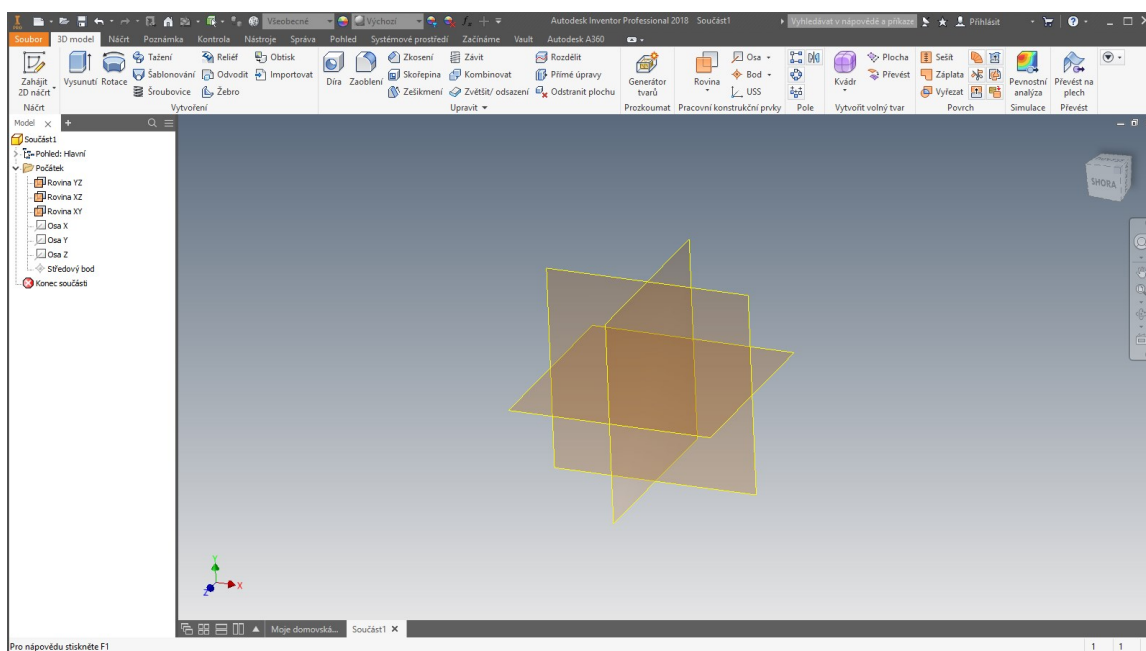 PRO Všeobecné Výchozí Autodesk Inventor Professional 2018 Součást1 Vyhledávat v nápovědě a příkaze Přihlásit
Soubor 3D model Náčrt Poznámka Kontrola Nástroje Správa Pohled Systémové prostředí Začínáme Vault Autodesk A360
Zahájit 2D náčrt
Vysunutí Rotace
Tažení Reliéf Obtisk
Šablonování Odvodit Importovat
Šroubovice Žebro
Díra Zaoblení
Zkosení Závit Rozdělit
Skořepina Kombinovat Přímé úpravy
Zešikmení Zvětšit/ odsazení Odstranit plochu
Generátor tvarů
Rovina
Osa
Bod
USS
Kvádr
Plocha
Převést
Sešít
Záplata
Vyřezat
Pevnostní analýza
Převést na plech
Náčrt Vytvoření Upravit Prozkoumat Pracovní konstrukční prvky Pole Vytvořit volný tvar Povrch Simulace Převést
Model
Součást1
Pohled: Hlavní
Počátek
Rovina YZ
Rovina XZ
Rovina XY
Osa X
Osa Y
Osa Z
Středový bod
Konec součásti
SHORA
Y
X
Z
Moje domovská... Součást1
Pro nápovědu stiskněte F1 1 1